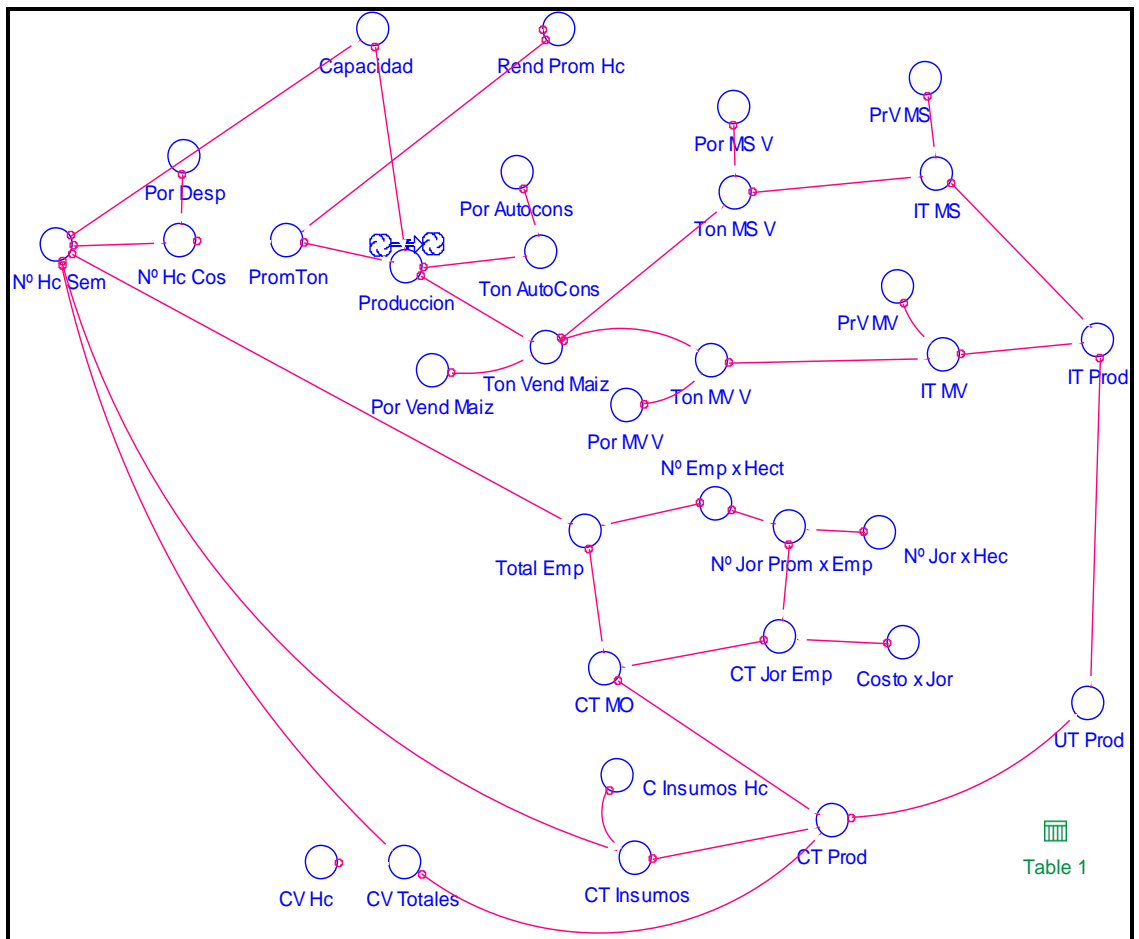 Capacidad
Rend Prom Hc
PrV MS
Por MS V
Por Desp
Por Autocons
IT MS
Ton MS V
Nº Hc Sem
Nº Hc Cos
PromTon
Ton AutoCons
Produccion
PrV MV
Ton Vend Maiz
Por Vend Maiz
Ton MV V
IT MV
IT Prod
Por MV V
Nº Emp x Hect
Total Emp
Nº Jor Prom x Emp
Nº Jor x Hec
CT Jor Emp
Costo x Jor
CT MO
UT Prod
C Insumos Hc
CT Prod
Table 1
CV Hc
CV Totales
CT Insumos